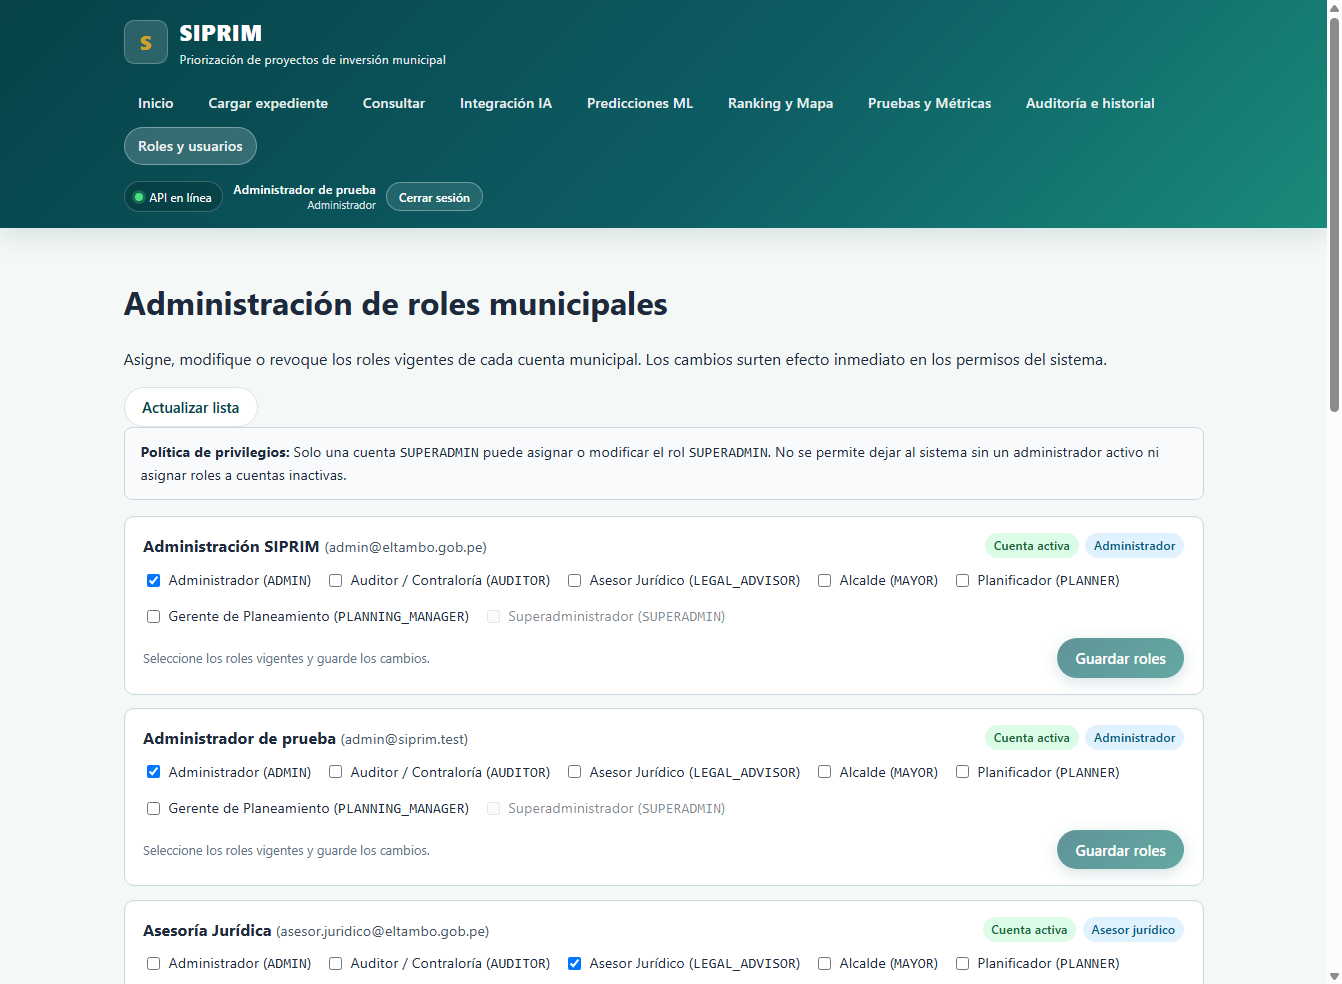 S
SIPRIM
Priorización de proyectos de inversión municipal
Inicio
Cargar expediente
Consultar
Integración IA
Predicciones ML
Ranking y Mapa
Pruebas y Métricas
Auditoría e historial
Roles y usuarios
API en línea
Administrador de prueba
Administrador
Cerrar sesión
Administración de roles municipales
Asigne, modifique o revoque los roles vigentes de cada cuenta municipal. Los cambios surten efecto inmediato en los permisos del sistema.
Actualizar lista
Política de privilegios: Solo una cuenta SUPERADMIN puede asignar o modificar el rol SUPERADMIN. No se permite dejar al sistema sin un administrador activo ni
asignar roles a cuentas inactivas.
Administración SIPRIM (admin@eltambo.gob.pe)
Cuenta activa
Administrador
Administrador (ADMIN)
Auditor / Contraloría (AUDITOR)
Asesor Jurídico (LEGAL_ADVISOR)
Alcalde (MAYOR)
Planificador (PLANNER)
Gerente de Planeamiento (PLANNING_MANAGER)
Superadministrador (SUPERADMIN)
Seleccione los roles vigentes y guarde los cambios.
Guardar roles
Administrador de prueba (admin@siprim.test)
Cuenta activa
Administrador
Administrador (ADMIN)
Auditor / Contraloría (AUDITOR)
Asesor Jurídico (LEGAL_ADVISOR)
Alcalde (MAYOR)
Planificador (PLANNER)
Gerente de Planeamiento (PLANNING_MANAGER)
Superadministrador (SUPERADMIN)
Seleccione los roles vigentes y guarde los cambios.
Guardar roles
Asesoría Jurídica (asesor.juridico@eltambo.gob.pe)
Cuenta activa
Asesor jurídico
Administrador (ADMIN)
Auditor / Contraloría (AUDITOR)
Asesor Jurídico (LEGAL_ADVISOR)
Alcalde (MAYOR)
Planificador (PLANNER)